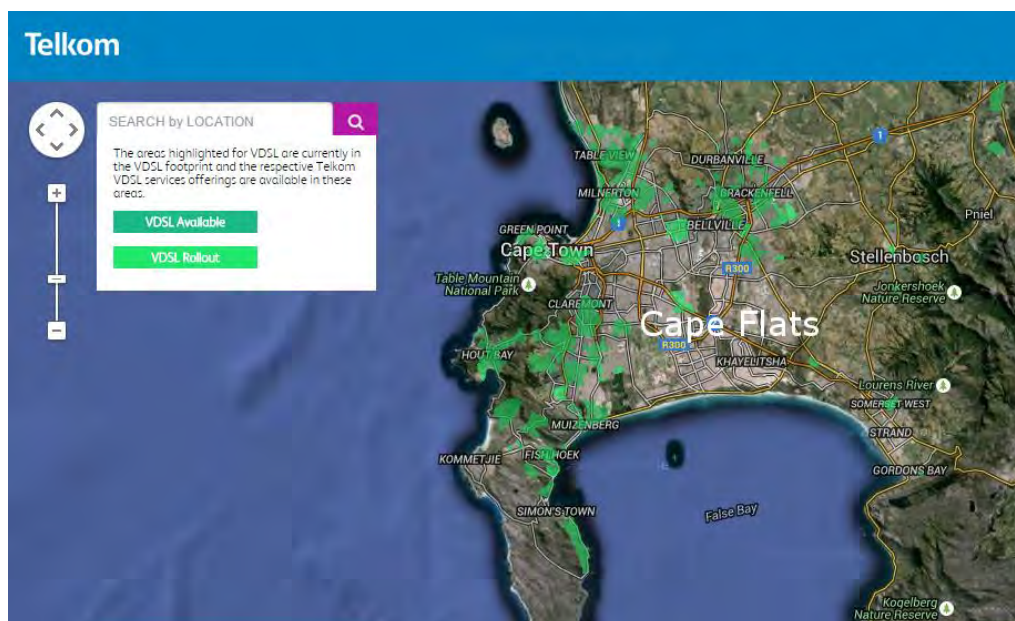 Telkom
SEARCH by LOCATION
The areas highlighted for VDSL are currently in
the VDSL footprint and the respective Telkom
VDSL services offerings are available in these
areas.
VDSL Available
VDSL Rollout
TABLE VIEW
DURBANVILLE
1
MILNERTON
BRACKENFELL
Pniel
1
GREEN POINT
BELLVILLE
Cape Town
Stellenbosch
R300
Table Mountain
National Park
Jonkershoek
Nature Reserve
CLAREMONT
Cape Flats
R300
HOUT BAY
KHAYELITSHA
Lourens River
SOMERSET WEST
MUIZENBERG
STRAND
KOMMETJIE
FISH HOEK
GORDONS BAY
SIMON'S TOWN
False Bay
Kogelberg
Nature Reserve